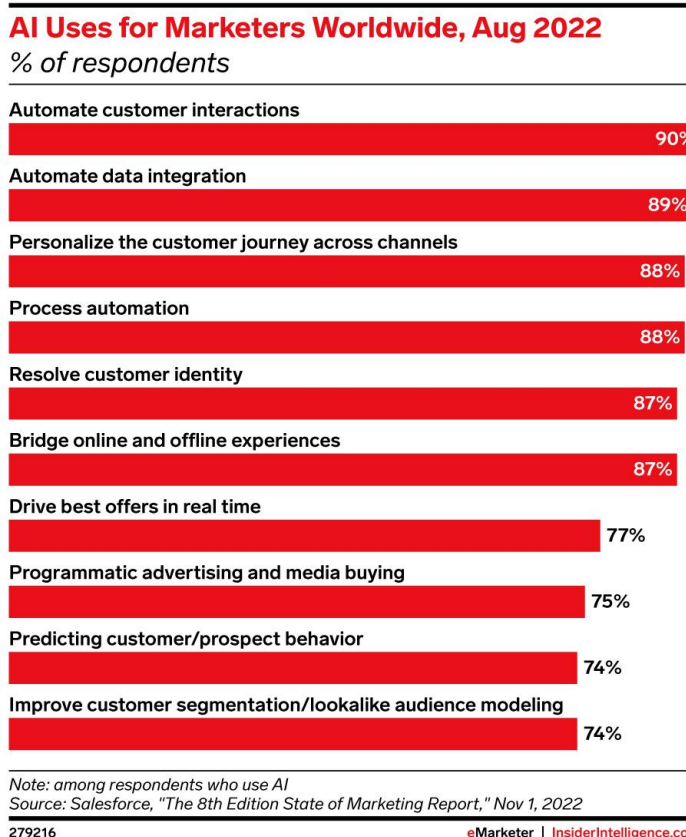 AI Uses for Marketers Worldwide, Aug 2022
% of respondents
Automate customer interactions
90%
Automate data integration
89%
Personalize the customer journey across channels
88%
Process automation
88%
Resolve customer identity
87%
Bridge online and offline experiences
87%
Drive best offers in real time
77%
Programmatic advertising and media buying
75%
Predicting customer/prospect behavior
74%
Improve customer segmentation/lookalike audience modeling
74%
Note: among respondents who use AI
Source: Salesforce, "The 8th Edition State of Marketing Report," Nov 1, 2022
279216 eMarketer | InsiderIntelligence.co